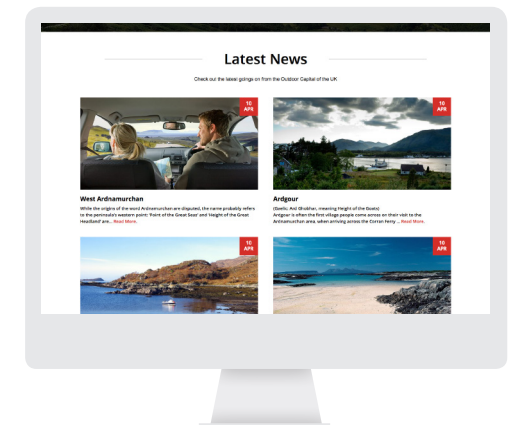 Latest News
Check out the latest goings on from the Outdoor Capital of the UK
10
APR
10
APR
West Ardnamurchan
While the origins of the word Ardnamurchan are disputed, the name probably refers
to the peninsula's western point: 'Point of the Great Seas' and 'Height of the Great
Headland' are... Read More.
Ardgour
(Gaelic: Ard Ghobhar, meaning Height of the Goats)
Ardgour is often the first village people come across on their visit to the
Ardnamurchan area, when arriving across the Corran Ferry ... Read More.
10
APR
10
APR